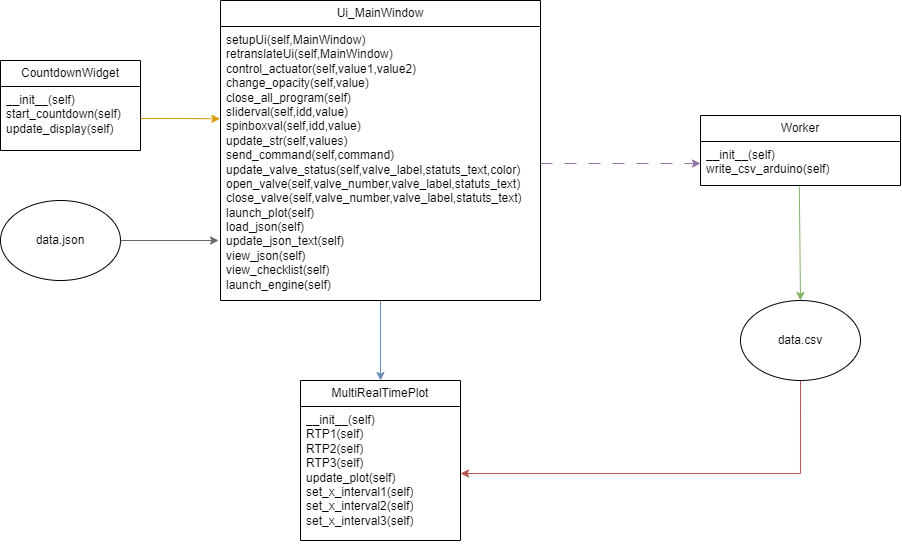 Ui_MainWindow
setupUi(self,MainWindow)
retranslateUi(self,MainWindow)
control_actuator(self,value1,value2)
change_opacity(self,value)
close_all_program(self)
sliderval(self,idd,value)
spinboxval(self,idd,value)
update_str(self,values)
send_command(self,command)
update_valve_status(self,valve_label,statuts_text,color)
open_valve(self,valve_number,valve_label,statuts_text)
close_valve(self,valve_number,valve_label,statuts_text)
launch_plot(self)
load_json(self)
update_json_text(self)
view_json(self)
view_checklist(self)
launch_engine(self)
CountdownWidget
__init__(self)
start_countdown(self)
update_display(self)
data.json
Worker
__init__(self)
write_csv_arduino(self)
data.csv
MultiRealTimePlot
__init__(self)
RTP1(self)
RTP2(self)
RTP3(self)
update_plot(self)
set_x_interval1(self)
set_x_interval2(self)
set_x_interval3(self)